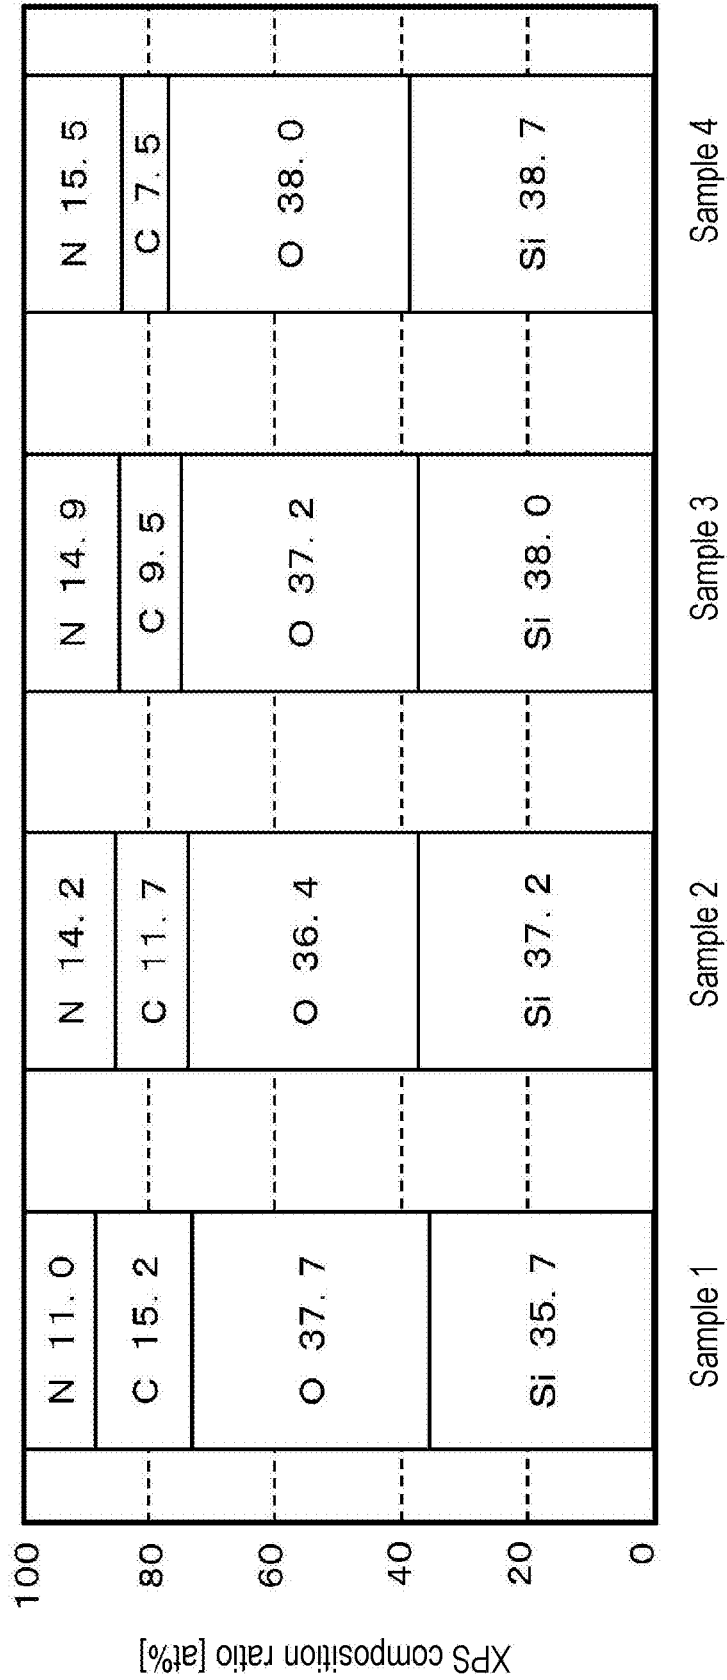 XPS composition ratio [at%]
100
80
60
40
20
0
N 11. 0
C 15. 2
O 37. 7
Si 35. 7
N 14. 2
C 11. 7
O 36. 4
Si 37. 2
N 14. 9
C 9. 5
O 37. 2
Si 38. 0
N 15. 5
C 7. 5
O 38. 0
Si 38. 7
Sample 1
Sample 2
Sample 3
Sample 4